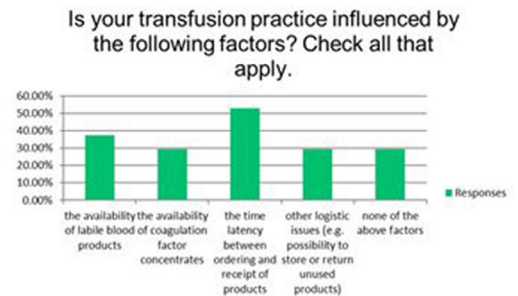 Is your transfusion practice influenced by
the following factors? Check all that
apply.
60.00%
50.00%
40.00%
30.00%
20.00%
10.00%
0.00%
the availability
of labile blood
products
the availability
of coagulation
factor
concentrates
the time
latency
between
ordering and
receipt of
products
other logistic
issues (e.g.
possibility to
store or return
unused
products)
none of the
above factors
Responses